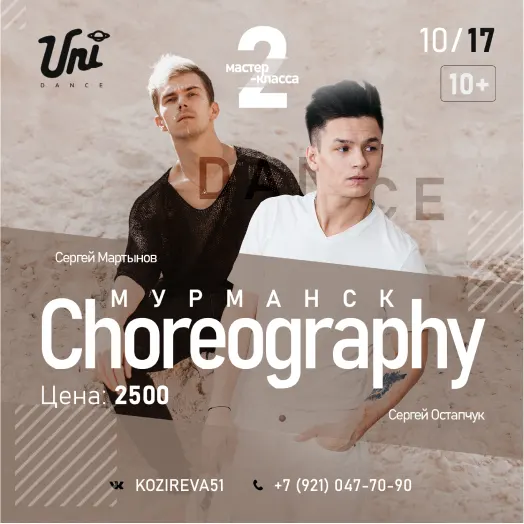 Uni
DANCE
2
мастер
-класса
10/17
10+
DANCE
Сергей Мартынов
МУРМАНСК
Choreography
Цена: 2500
Сергей Остапчук
KOZIREVA51
+7 (921) 047-70-90